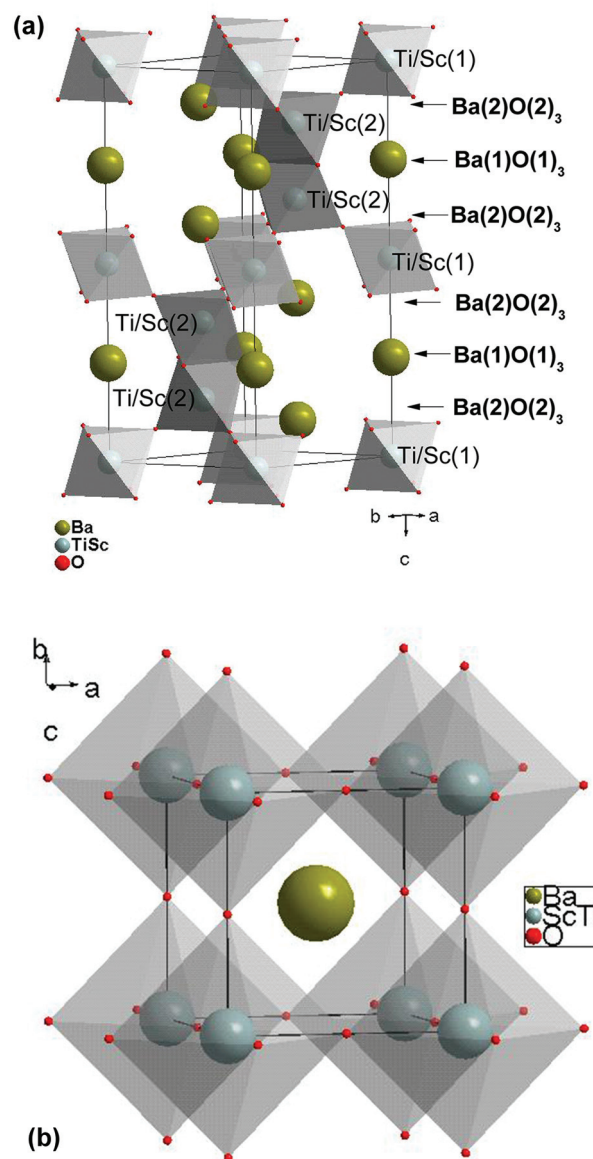 (a)
Ti/Sc(1)
Ba(2)O(2)₃
Ti/Sc(2)
Ba(1)O(1)₃
Ti/Sc(2)
Ba(2)O(2)₃
Ti/Sc(1)
Ba(2)O(2)₃
Ti/Sc(2)
Ba(1)O(1)₃
Ti/Sc(2)
Ba(2)O(2)₃
Ti/Sc(1)
Ba
TiSc
O
b a
c
b
a
c
Ba
ScT
O
(b)